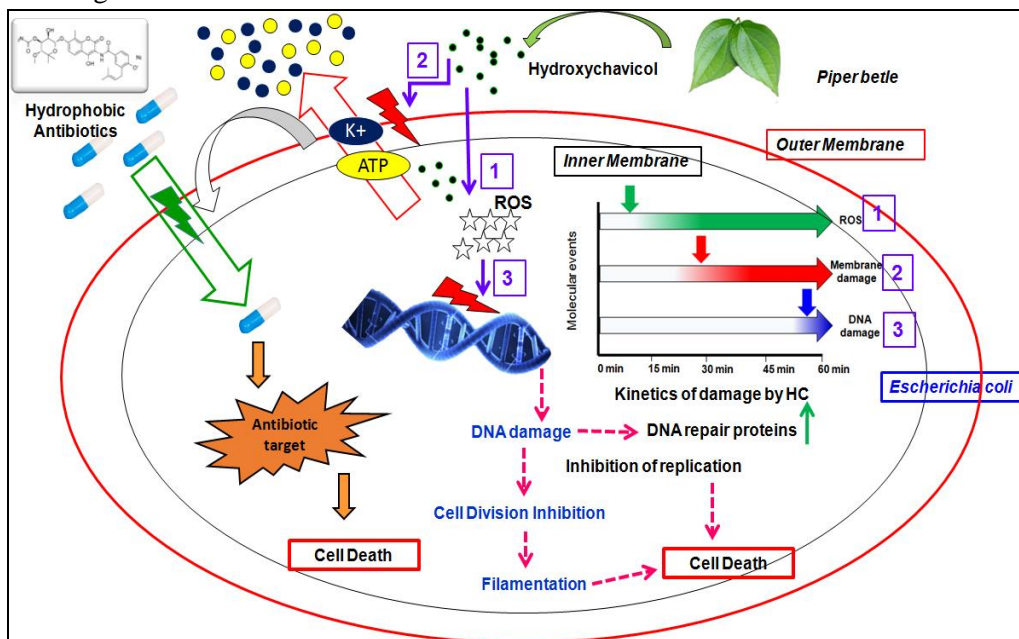 Hydrophobic
Antibiotics
2
Hydroxychavicol
Piper betle
K+
ATP
1
ROS
3
Outer Membrane
Inner Membrane
Molecular events
ROS
1
Membrane
damage
2
DNA
damage
3
0 min
15 min
30 min
45 min
60 min
Kinetics of damage by HC
Escherichia coli
Antibiotic
target
Cell Death
DNA damage
DNA repair proteins
Inhibition of replication
Cell Division Inhibition
Filamentation
Cell Death